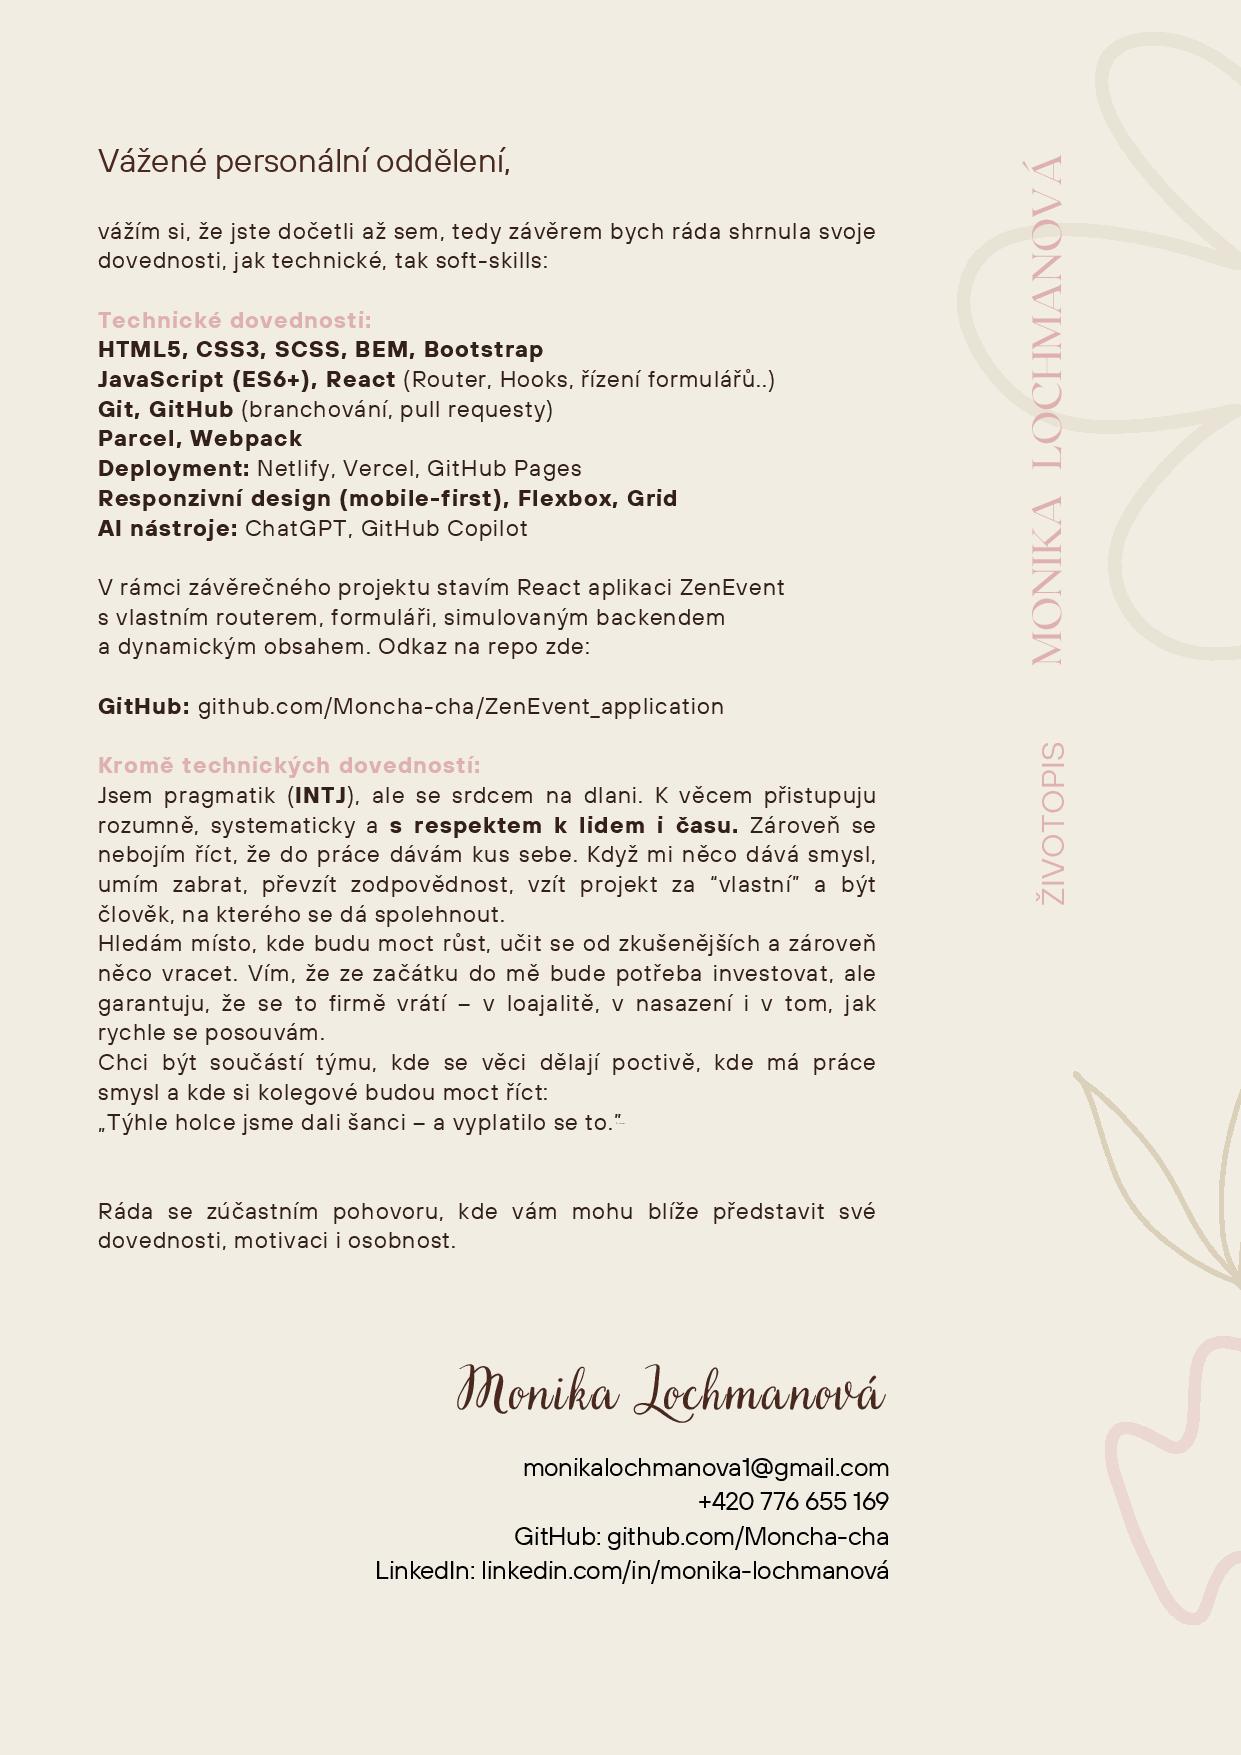 Vážené personální oddělení,
vážím si, že jste dočetli až sem, tedy závěrem bych ráda shrnula svoje
dovednosti, jak technické, tak soft-skills:
Technické dovednosti:
HTML5, CSS3, SCSS, BEM, Bootstrap
JavaScript (ES6+), React (Router, Hooks, řízení formulářů..)
Git, GitHub (branchování, pull requesty)
Parcel, Webpack
Deployment: Netlify, Vercel, GitHub Pages
Responzivní design (mobile-first), Flexbox, Grid
AI nástroje: ChatGPT, GitHub Copilot
V rámci závěrečného projektu stavím React aplikaci ZenEvent
s vlastním routerem, formuláři, simulovaným backendem
a dynamickým obsahem. Odkaz na repo zde:
GitHub: github.com/Moncha-cha/ZenEvent_application
Kromě technických dovedností:
Jsem pragmatik (INTJ), ale se srdcem na dlani. K věcem přistupuju
rozumně, systematicky a s respektem k lidem i času. Zároveň se
nebojím říct, že do práce dávám kus sebe. Když mi něco dává smysl,
umím zabrat, převzít zodpovědnost, vzít projekt za “vlastní” a být
člověk, na kterého se dá spolehnout.
Hledám místo, kde budu moct růst, učit se od zkušenějších a zároveň
něco vracet. Vím, že ze začátku do mě bude potřeba investovat, ale
garantuju, že se to firmě vrátí – v loajalitě, v nasazení i v tom, jak
rychle se posouvám.
Chci být součástí týmu, kde se věci dělají poctivě, kde má práce
smysl a kde si kolegové budou moct říct:
„Týhle holce jsme dali šanci – a vyplatilo se to.”
Ráda se zúčastním pohovoru, kde vám mohu blíže představit své
dovednosti, motivaci i osobnost.
Monika Lochmanová
monikalochmanova1@gmail.com
+420 776 655 169
GitHub: github.com/Moncha-cha
LinkedIn: linkedin.com/in/monika-lochmanová
ŽIVOTOPIS MONIKA LOCHMANOVÁ